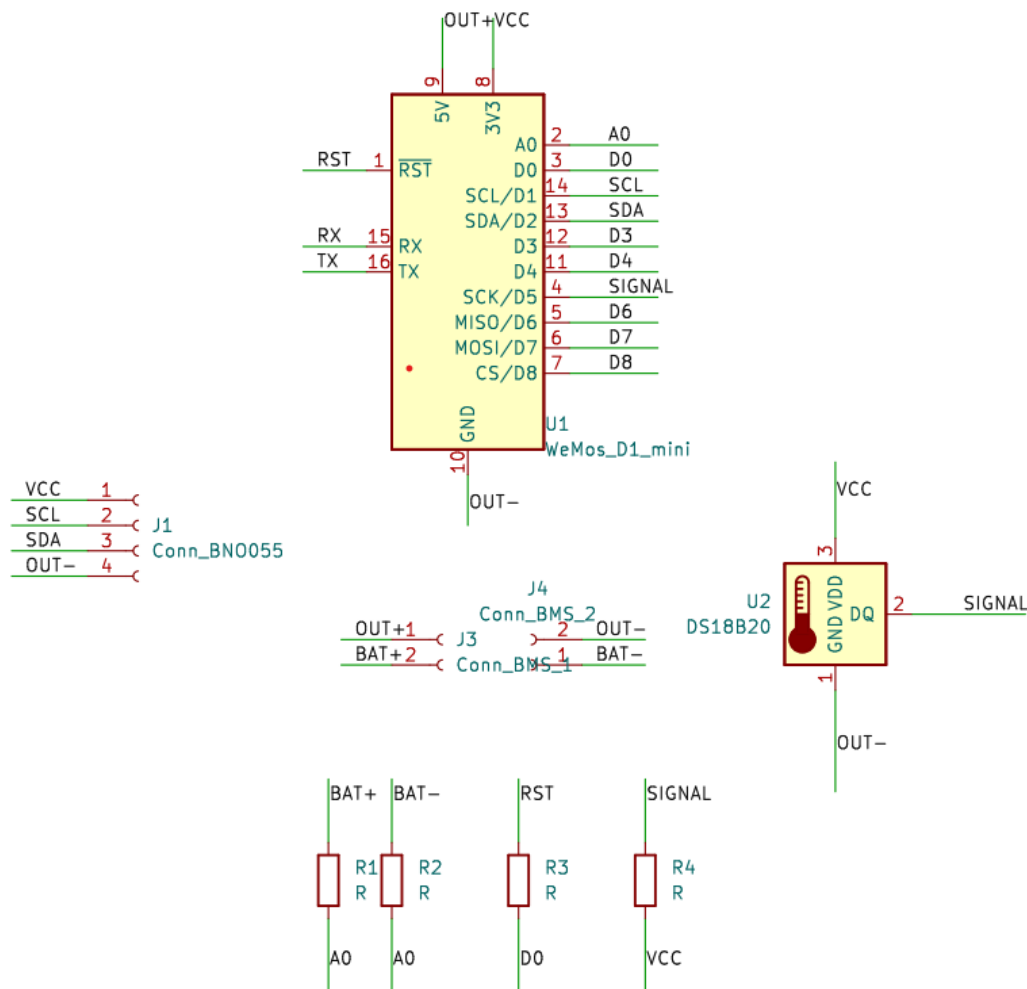 OUT+VCC
9 8
5V 3V3
A0 2 A0
RST 1 RST D0 3 D0
SCL/D1 14 SCL
SDA/D2 13 SDA
RX 15 RX D3 12 D3
TX 16 TX D4 11 D4
SCK/D5 4 SIGNAL
MISO/D6 5 D6
MOSI/D7 6 D7
CS/D8 7 D8
GND
U1
WeMos_D1_mini
10
OUT-
VCC 1
SCL 2
SDA 3
OUT- 4
J1
Conn_BNO055
VCC
3
U2
DS18B20
GND VDD
DQ 2 SIGNAL
1
OUT-
J4
Conn_BMS_2
OUT+ 1 J3 2 OUT-
BAT+ 2 Conn_BMS_1 1 BAT-
BAT+ BAT- RST SIGNAL
R1 R2 R3 R4
R R R R
A0 A0 D0 VCC